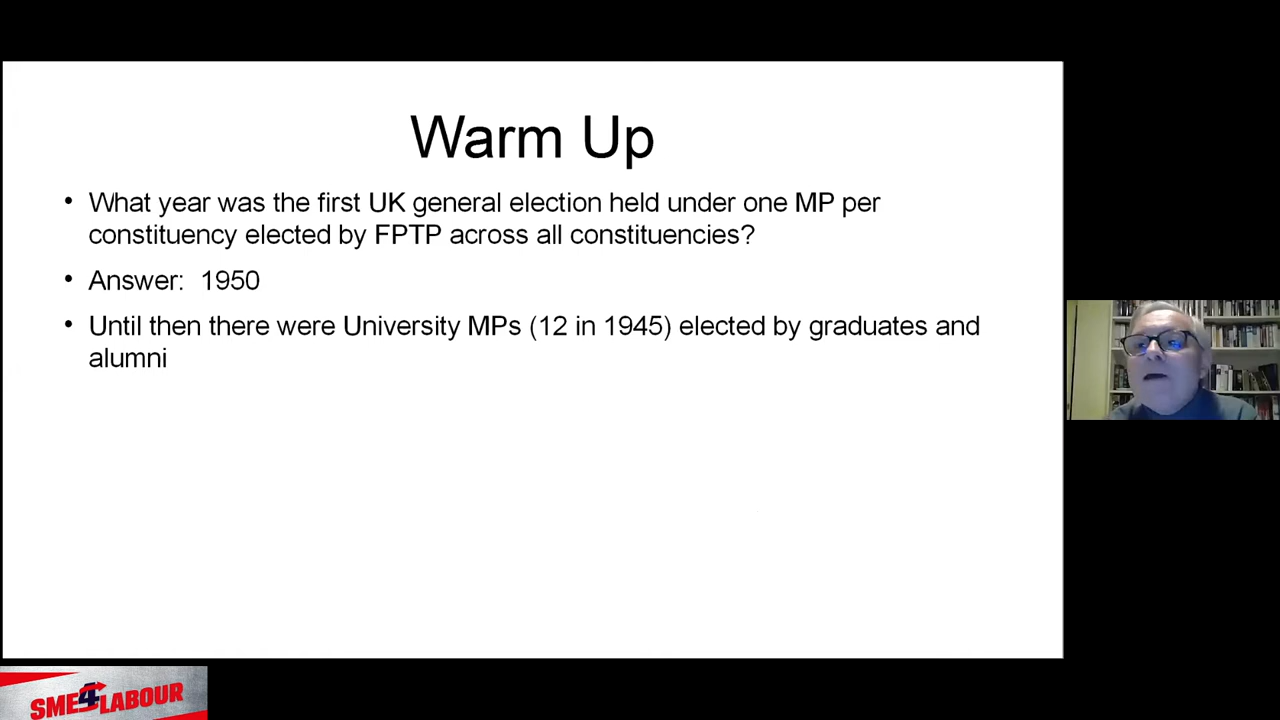 Warm Up
• What year was the first UK general election held under one MP per
constituency elected by FPTP across all constituencies?
• Answer:  1950
• Until then there were University MPs (12 in 1945) elected by graduates and
alumni
SME4LABOUR